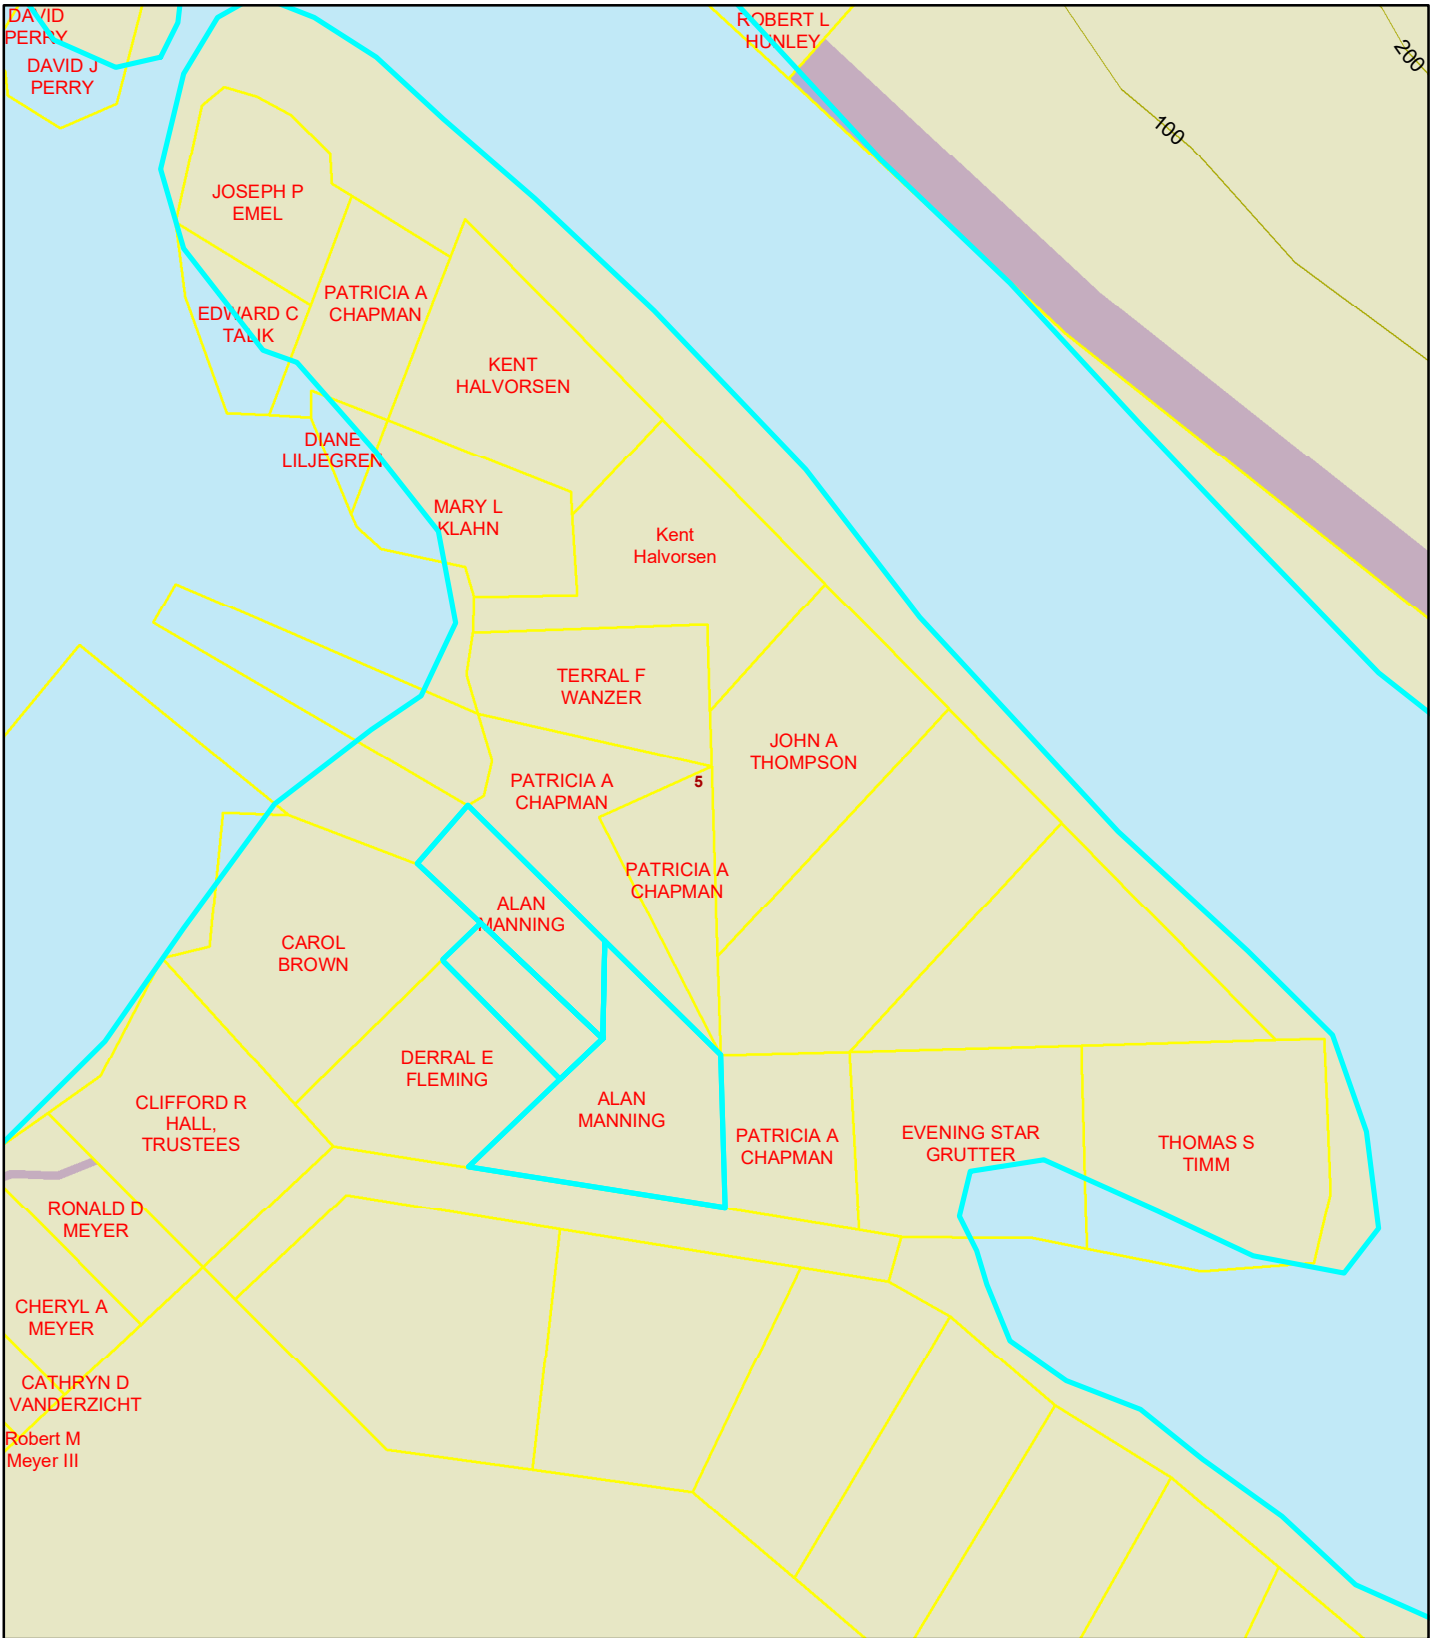 DAVID
PERRY
DAVID J
PERRY
ROBERT L
HUNLEY
200
100
JOSEPH P
EMEL
PATRICIA A
CHAPMAN
EDWARD C
TALIK
KENT
HALVORSEN
DIANE
LILJEGREN
MARY L
KLAHN
Kent
Halvorsen
TERRAL F
WANZER
JOHN A
THOMPSON
PATRICIA A
CHAPMAN
5
PATRICIA A
CHAPMAN
ALAN
MANNING
CAROL
BROWN
DERRAL E
FLEMING
ALAN
MANNING
CLIFFORD R
HALL,
TRUSTEES
PATRICIA A
CHAPMAN
EVENING STAR
GRUTTER
THOMAS S
TIMM
RONALD D
MEYER
CHERYL A
MEYER
CATHRYN D
VANDERZICHT
Robert M
Meyer III